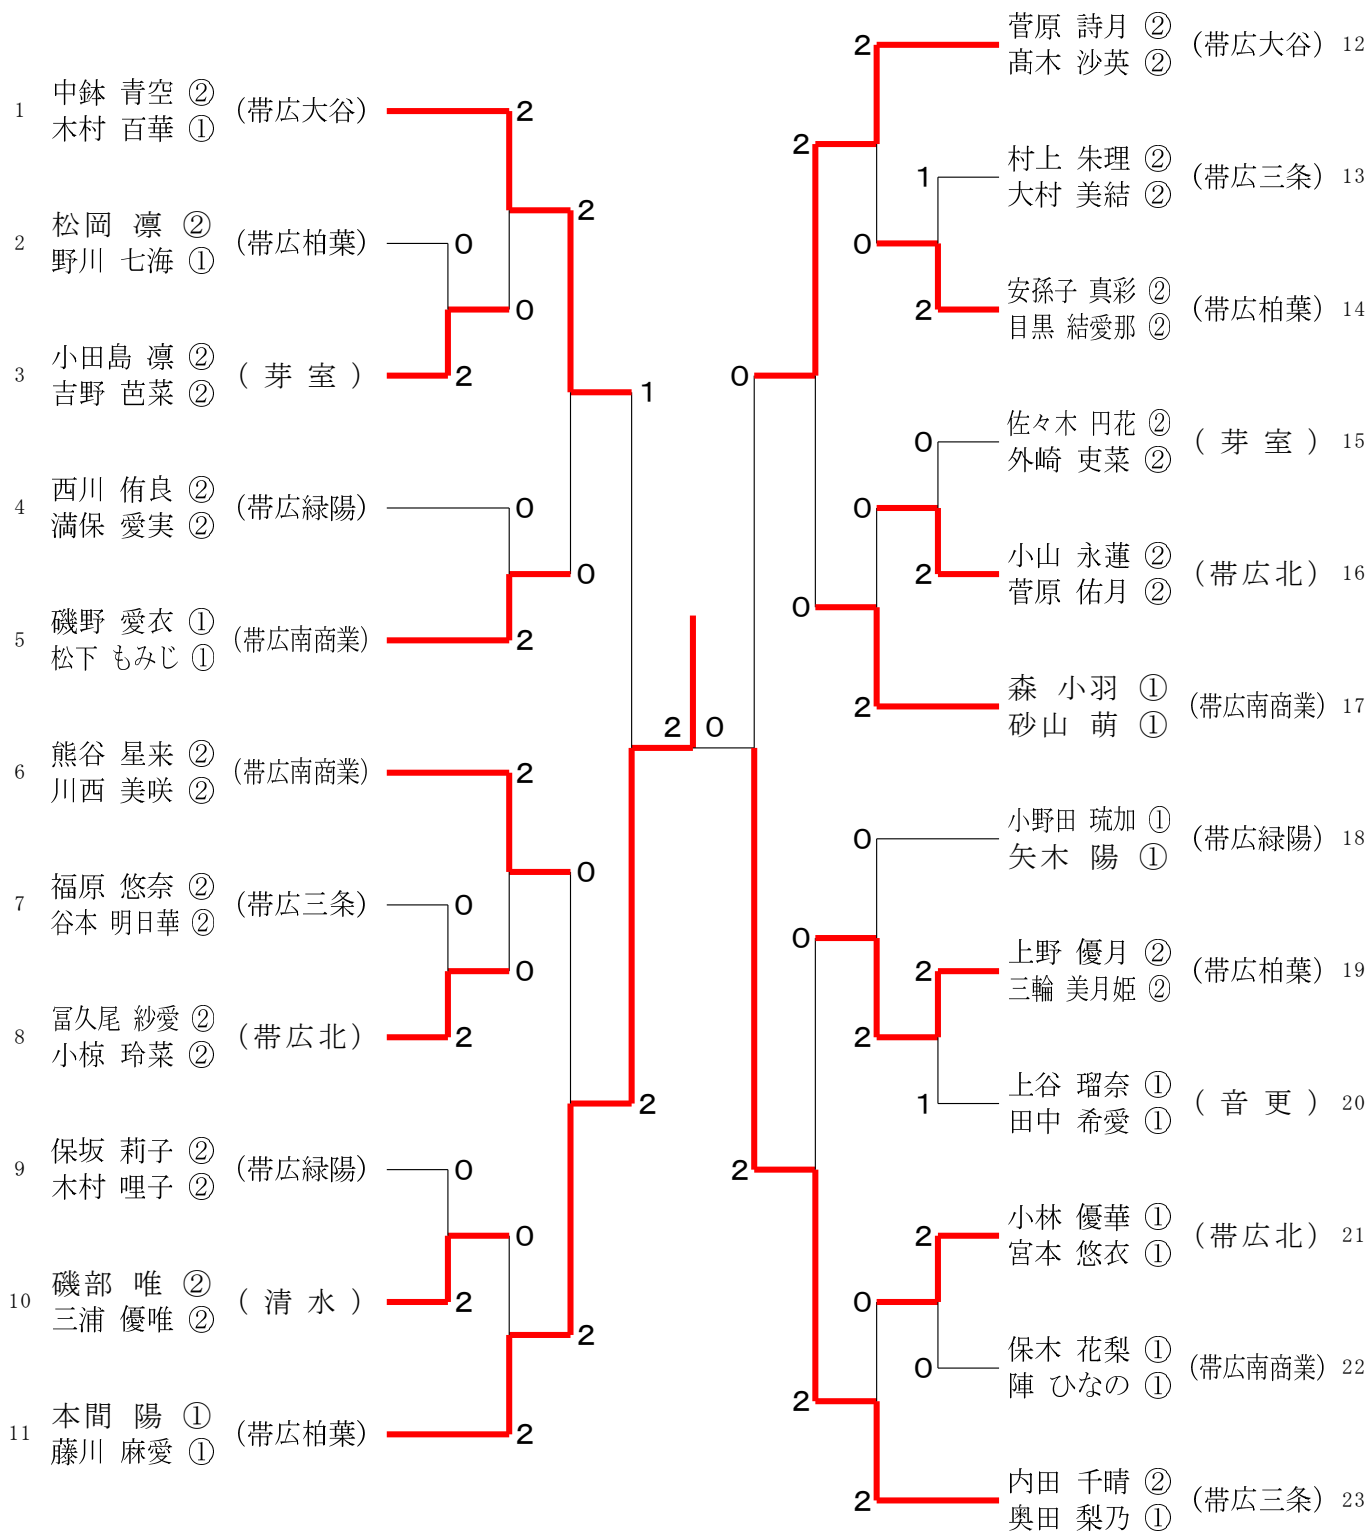 1 中鉢 青空 ② (帯広大谷) 2
木村 百華 ①
2
2 松岡 凛 ② (帯広柏葉) 0
野川 七海 ①
0
3 小田島 凛 ② (芽室) 2
吉野 芭菜 ②
1
4 西川 侑良 ② (帯広緑陽) 0
満保 愛実 ②
0
5 磯野 愛衣 ① (帯広南商業) 2
松下 もみじ ①
2 0
6 熊谷 星来 ② (帯広南商業) 2
川西 美咲 ②
0
7 福原 悠奈 ② (帯広三条) 0
谷本 明日華 ②
0
8 冨久尾 紗愛 ② (帯広北) 2
小椋 玲菜 ②
2
9 保坂 莉子 ② (帯広緑陽) 0
木村 哩子 ②
0
10 磯部 唯 ② (清水) 2
三浦 優唯 ②
2
11 本間 陽 ① (帯広柏葉) 2
藤川 麻愛 ①
2 菅原 詩月 ② (帯広大谷) 12
髙木 沙英 ②
2
1 村上 朱理 ② (帯広三条) 13
大村 美結 ②
0
2 安孫子 真彩 ② (帯広柏葉) 14
目黒 結愛那 ②
0
0 佐々木 円花 ② (芽室) 15
外崎 吏菜 ②
0
2 小山 永蓮 ② (帯広北) 16
菅原 佑月 ②
0
2 森 小羽 ① (帯広南商業) 17
砂山 萌 ①
0 小野田 琉加 ① (帯広緑陽) 18
矢木 陽 ①
0
2 上野 優月 ② (帯広柏葉) 19
三輪 美月姫 ②
2
1 上谷 瑠奈 ① (音更) 20
田中 希愛 ①
2
2 小林 優華 ① (帯広北) 21
宮本 悠衣 ①
0
0 保木 花梨 ① (帯広南商業) 22
陣 ひなの ①
2
2 内田 千晴 ② (帯広三条) 23
奥田 梨乃 ①